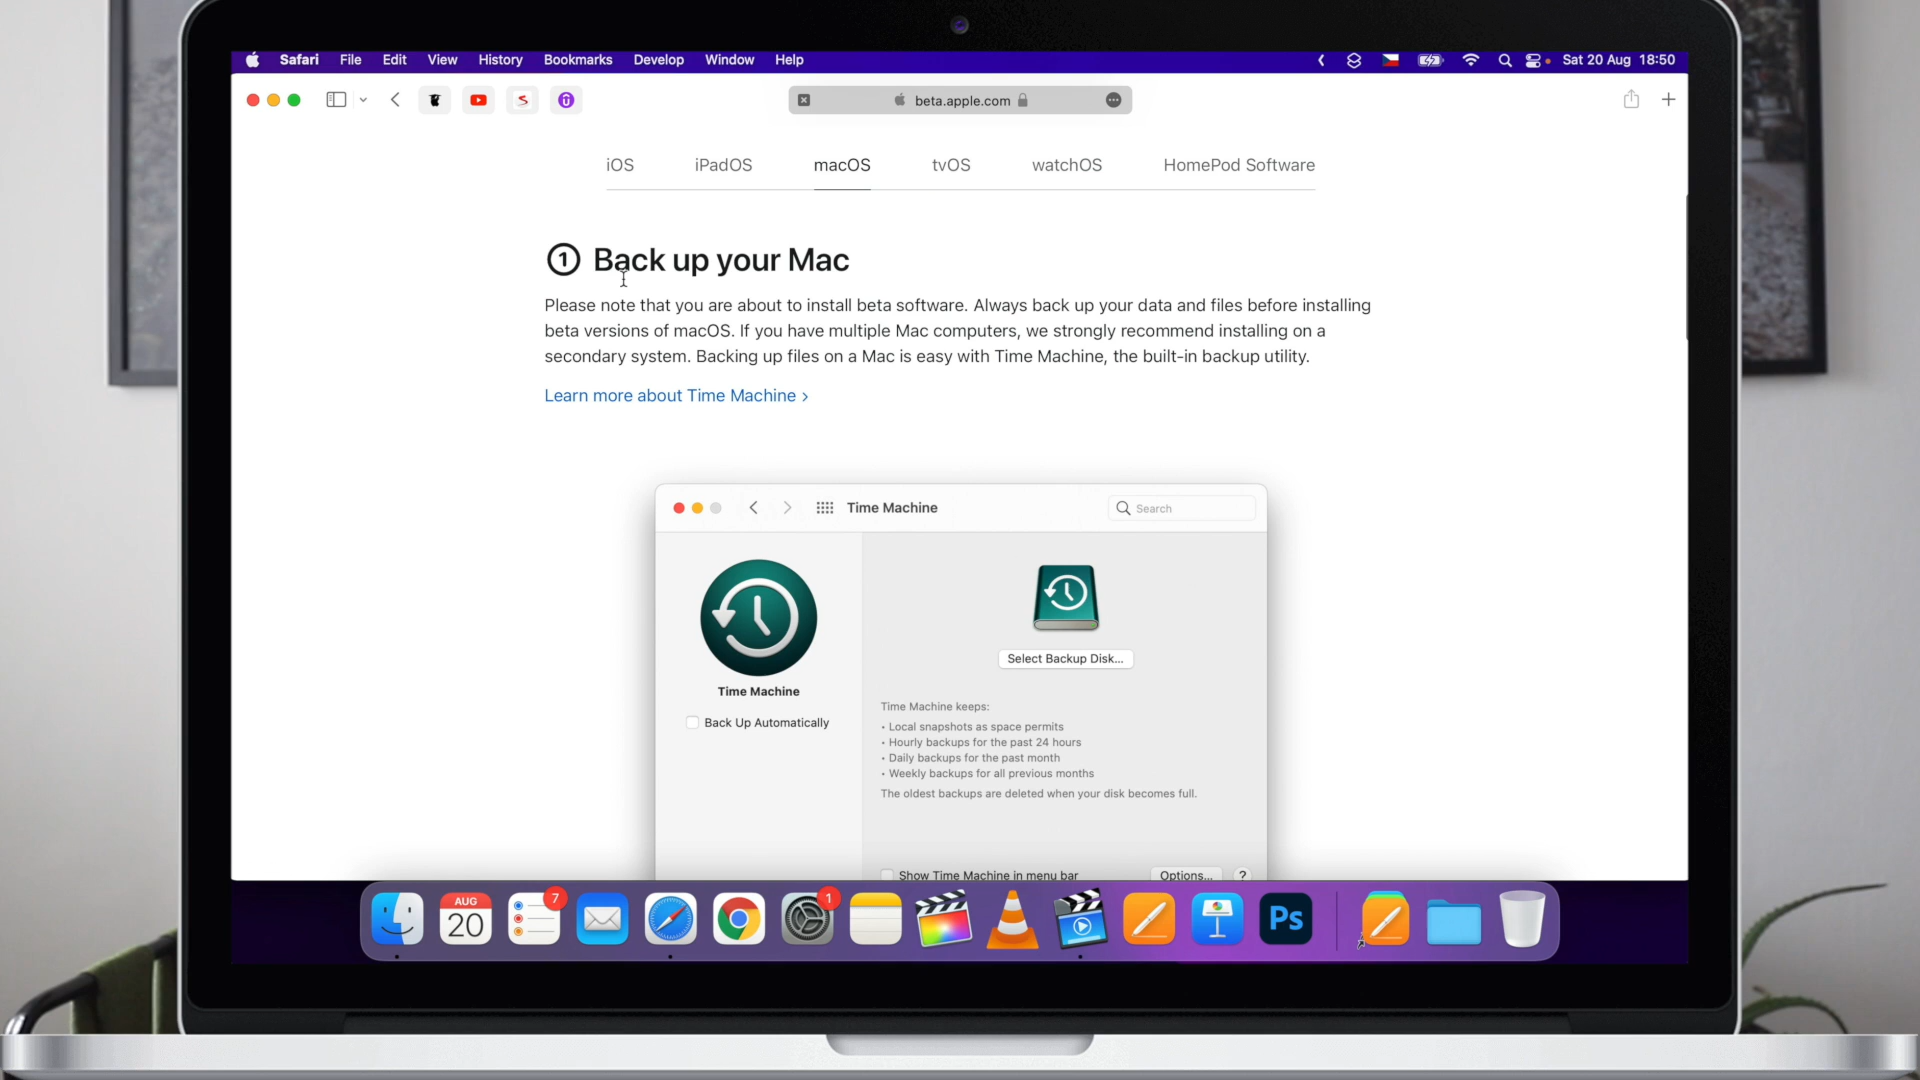 Safari File Edit View History Bookmarks Develop Window Help Sat 20 Aug 18:50
beta.apple.com
iOS iPadOS macOS tvOS watchOS HomePod Software
1 Back up your Mac
Please note that you are about to install beta software. Always back up your data and files before installing
beta versions of macOS. If you have multiple Mac computers, we strongly recommend installing on a
secondary system. Backing up files on a Mac is easy with Time Machine, the built-in backup utility.
Learn more about Time Machine >
Time Machine Search
Select Backup Disk...
Time Machine
Back Up Automatically
Time Machine keeps:
• Local snapshots as space permits
• Hourly backups for the past 24 hours
• Daily backups for the past month
• Weekly backups for all previous months
The oldest backups are deleted when your disk becomes full.
Show Time Machine in menu bar Options... ?
AUG
20
7
1
Ps